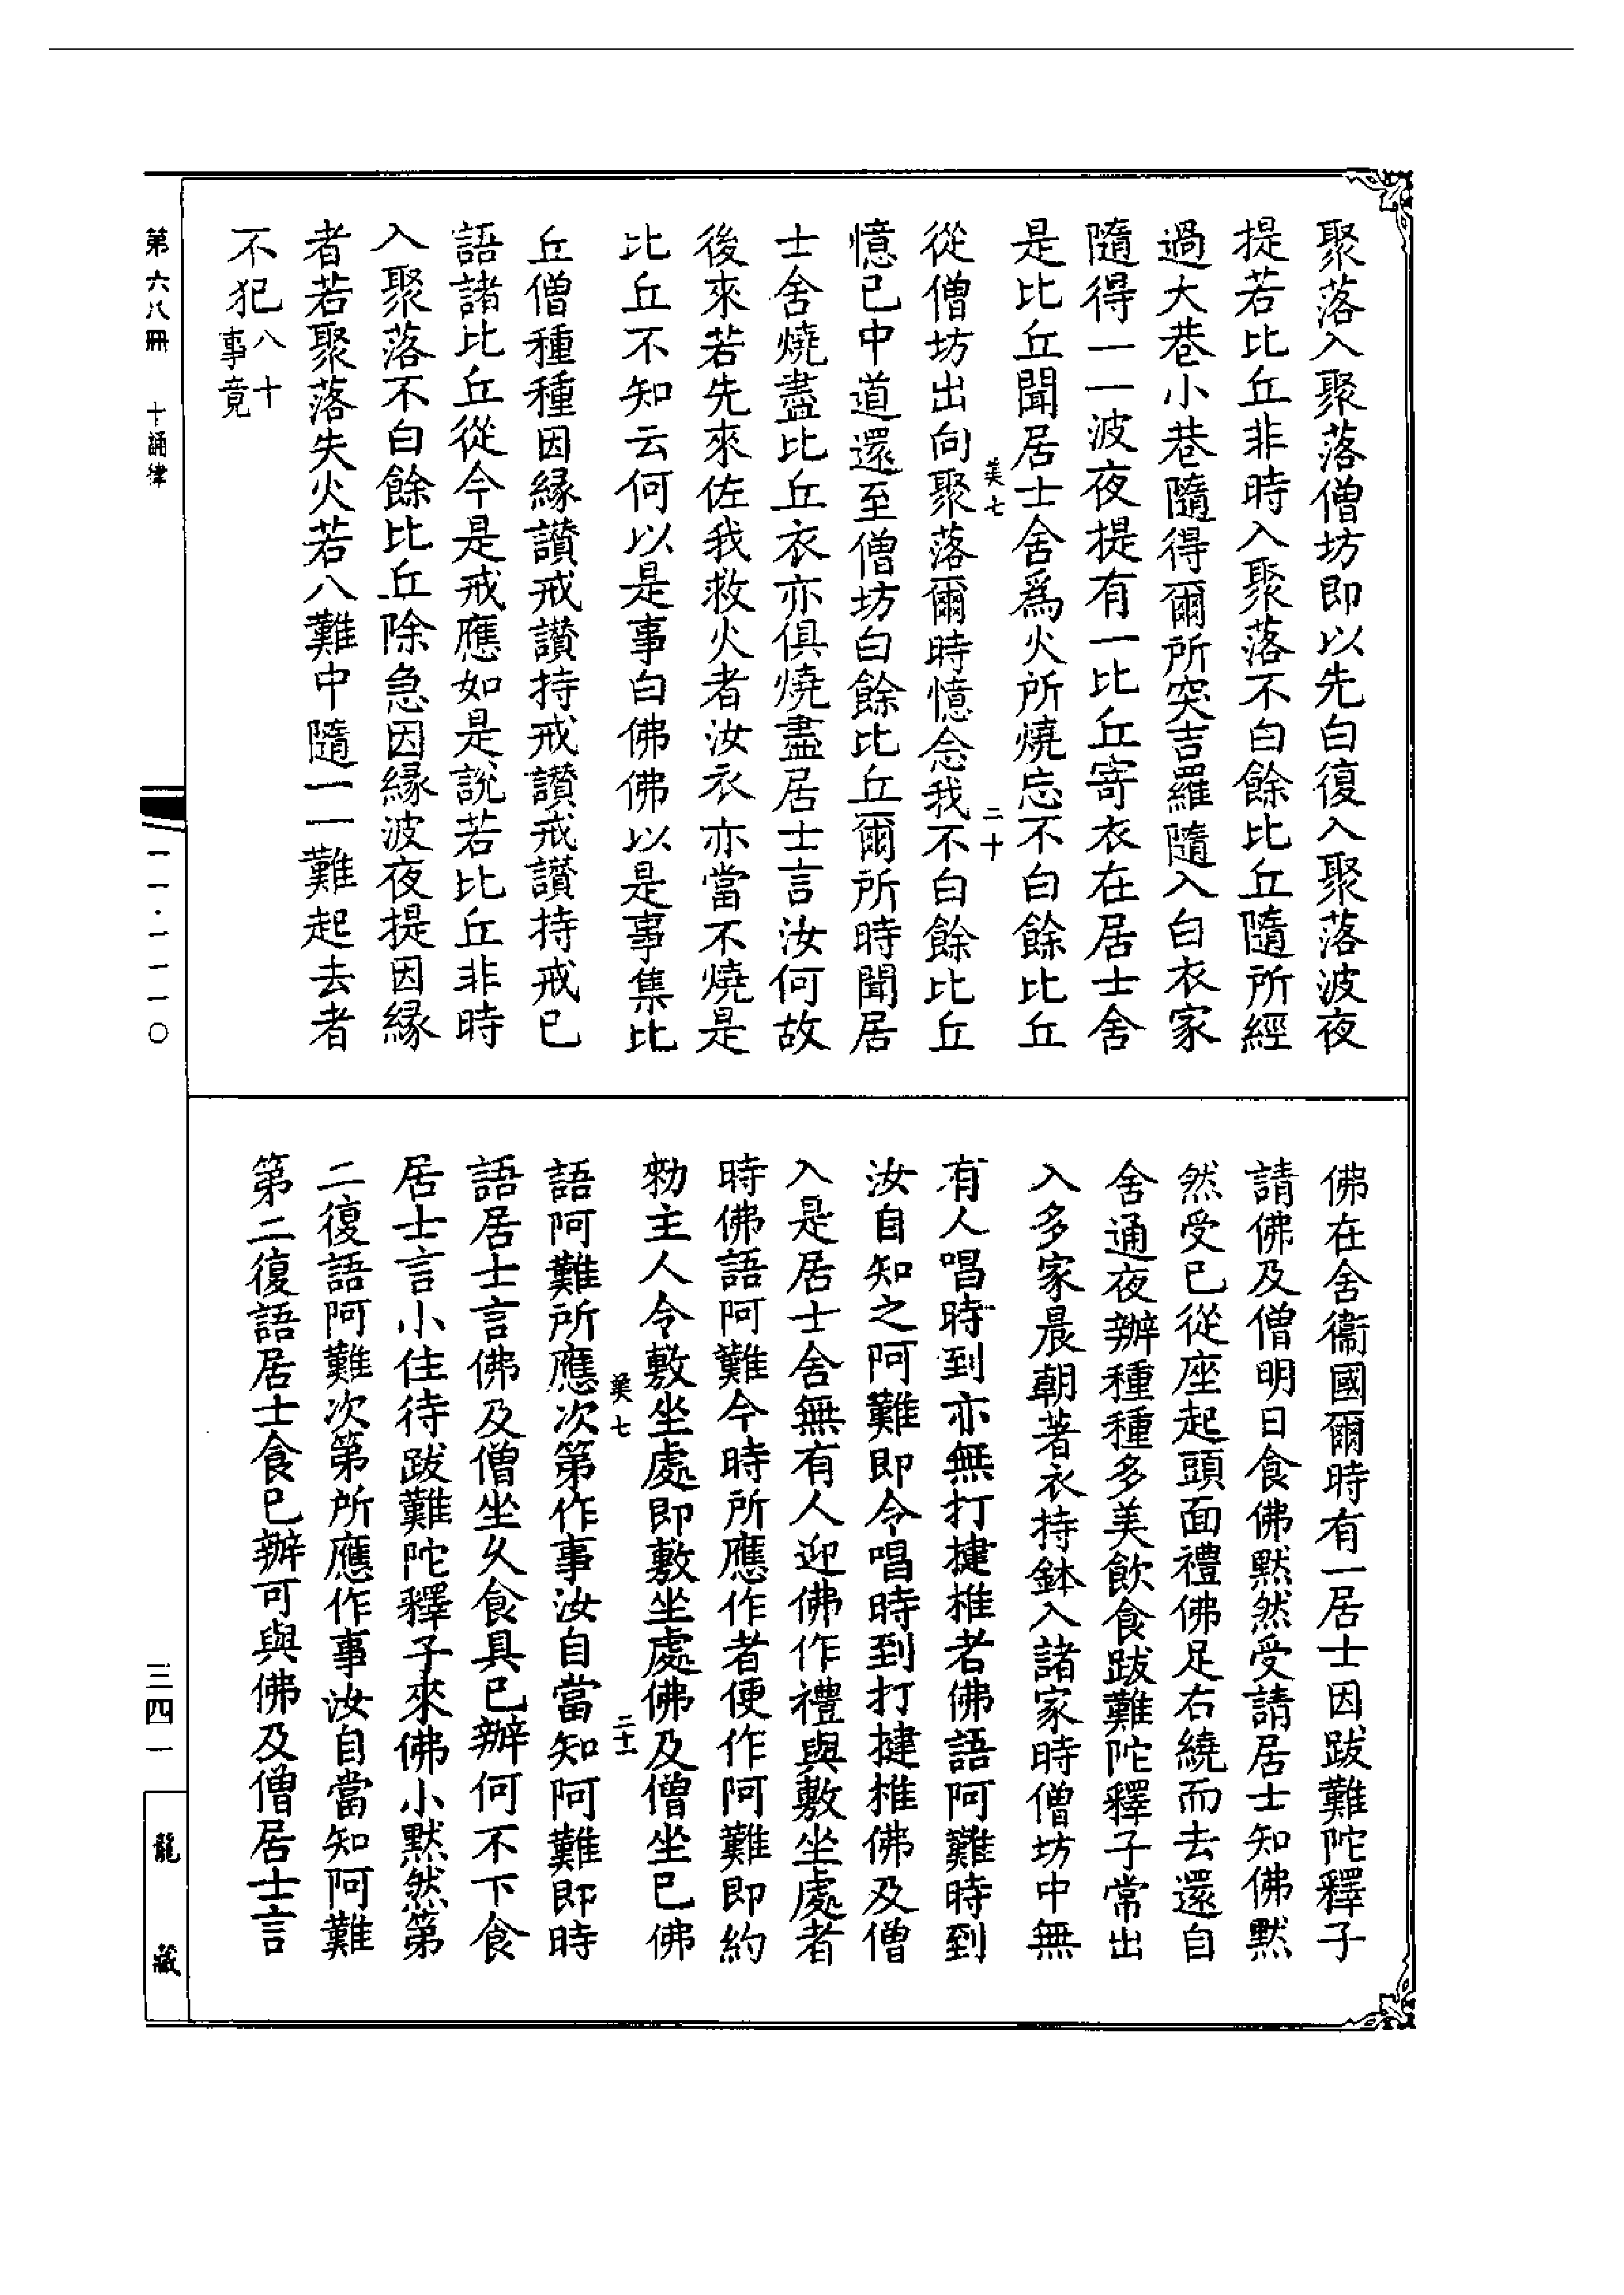 聚落入聚落僧坊即以先白復入聚落波夜
提若比丘非時入聚落不白餘比丘隨所經
過大巷小巷隨得爾所突吉羅隨入白衣家
隨得一一波夜提有一比丘寄衣在居士舍
是比丘聞居士舍爲火所燒忘不白餘比丘
美七
二十
從僧坊出向聚落爾時憶念我不白餘比丘
憶已中道還至僧坊白餘比丘爾所時聞居
士舍燒盡比丘衣亦俱燒盡居士言汝何故
後來若先來佐我救火者汝衣亦當不燒是
比丘不知云何以是事白佛佛以是事集比
丘僧種種因緣讚戒讚持戒讚戒讚持戒已
語諸比丘從今是戒應如是說若比丘非時
入聚落不白餘比丘除急因緣波夜提因緣
者若聚落失火若八難中隨一一難起去者
不犯八十
事竟
佛在舍衞國爾時有一居士因跋難陀釋子
請佛及僧明日食佛默然受請居士知佛默
然受已從座起頭面禮佛足右繞而去還自
舍通夜辦種種多美飲食跋難陀釋子常出
入多家晨朝著衣持鉢入諸家時僧坊中無
有人唱時到亦無打揵椎者佛語阿難時到
汝自知之阿難即令唱時到打揵椎佛及僧
入是居士舍無有人迎佛作禮與敷坐處者
時佛語阿難今時所應作者便作阿難即約
勑主人令敷坐處即敷坐處佛及僧坐已佛
美七
二十一
語阿難所應次第作事汝自當知阿難即時
語居士言佛及僧坐久食具已辦何不下食
居士言小住待跋難陀釋子來佛小默然第
二復語阿難次第所應作事汝自當知阿難
第二復語居士食已辦可與佛及僧居士言
第六八冊 十誦律
一一·一一一〇
三四一
龍藏